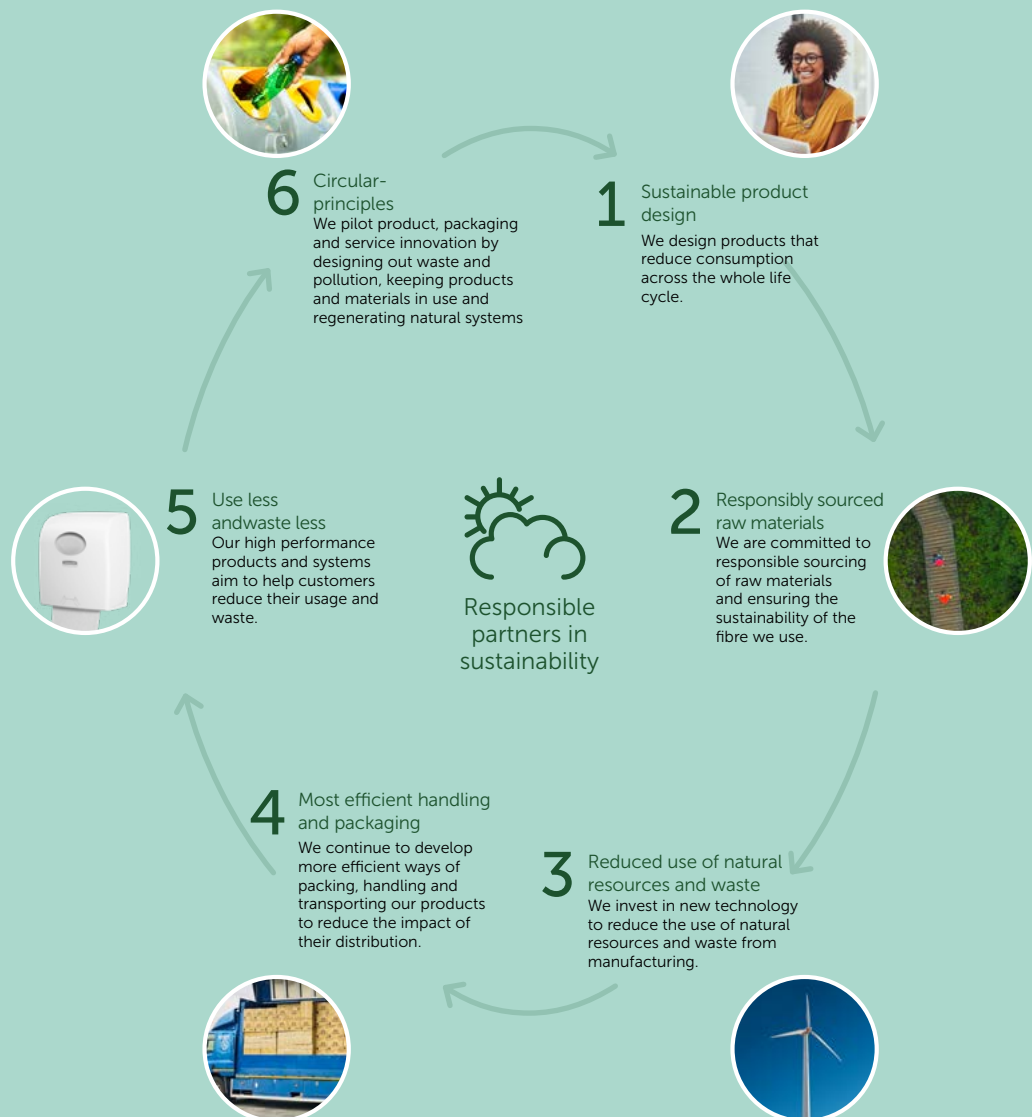 1
Sustainable product
design
We design products that
reduce consumption
across the whole life
cycle.
2
Responsibly sourced
raw materials
We are committed to
responsible sourcing
of raw materials
and ensuring the
sustainability of the
fibre we use.
3
Reduced use of natural
resources and waste
We invest in new technology
to reduce the use of natural
resources and waste from
manufacturing.
4
Most efficient handling
and packaging
We continue to develop
more efficient ways of
packing, handling and
transporting our products
to reduce the impact of
their distribution.
5
Use less
andwaste less
Our high performance
products and systems
aim to help customers
reduce their usage and
waste.
6
Circular-
principles
We pilot product, packaging
and service innovation by
designing out waste and
pollution, keeping products
and materials in use and
regenerating natural systems
Responsible
partners in
sustainability